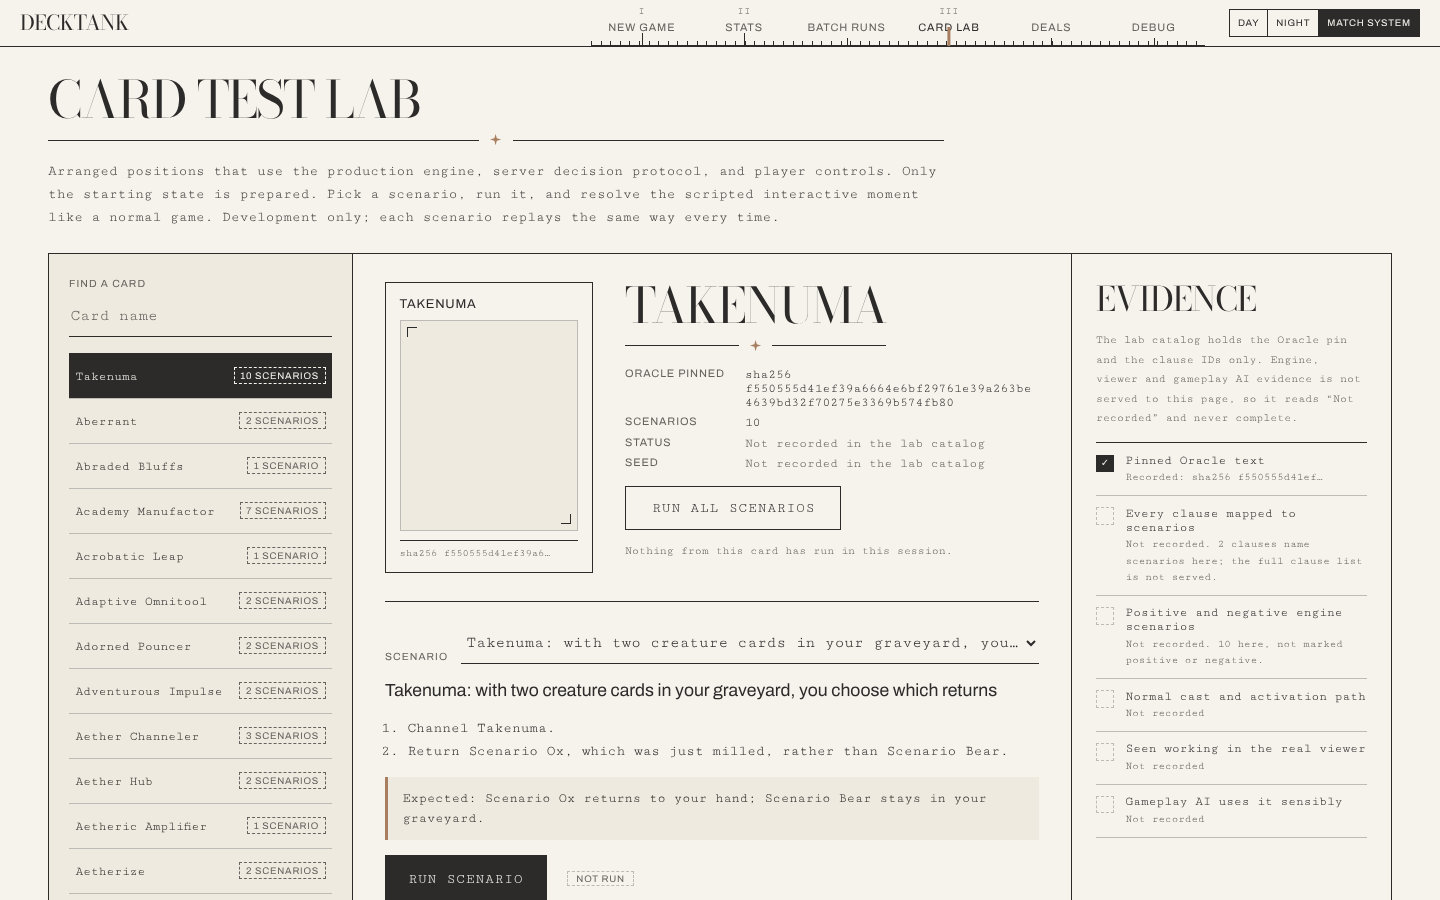 DECKTANK
I
NEW GAME
II
STATS
BATCH RUNS
III
CARD LAB
DEALS
DEBUG
DAY
NIGHT
MATCH SYSTEM
CARD TEST LAB
Arranged positions that use the production engine, server decision protocol, and player controls. Only
the starting state is prepared. Pick a scenario, run it, and resolve the scripted interactive moment
like a normal game. Development only; each scenario replays the same way every time.
FIND A CARD
Card name
Takenuma 10 SCENARIOS
Aberrant 2 SCENARIOS
Abraded Bluffs 1 SCENARIO
Academy Manufactor 7 SCENARIOS
Acrobatic Leap 1 SCENARIO
Adaptive Omnitool 2 SCENARIOS
Adorned Pouncer 2 SCENARIOS
Adventurous Impulse 2 SCENARIOS
Aether Channeler 3 SCENARIOS
Aether Hub 2 SCENARIOS
Aetheric Amplifier 1 SCENARIO
Aetherize 2 SCENARIOS
TAKENUMA
sha256 f550555d41ef39a6…
TAKENUMA
ORACLE PINNED sha256
f550555d41ef39a6664e6bf29761e39a263be
4639bd32f70275e3369b574fb80
SCENARIOS 10
STATUS Not recorded in the lab catalog
SEED Not recorded in the lab catalog
RUN ALL SCENARIOS
Nothing from this card has run in this session.
SCENARIO Takenuma: with two creature cards in your graveyard, you…
Takenuma: with two creature cards in your graveyard, you choose which returns
1. Channel Takenuma.
2. Return Scenario Ox, which was just milled, rather than Scenario Bear.
Expected: Scenario Ox returns to your hand; Scenario Bear stays in your
graveyard.
RUN SCENARIO
NOT RUN
EVIDENCE
The lab catalog holds the Oracle pin
and the clause IDs only. Engine,
viewer and gameplay AI evidence is not
served to this page, so it reads “Not
recorded” and never complete.
✓ Pinned Oracle text
Recorded: sha256 f550555d41ef…
Every clause mapped to
scenarios
Not recorded. 2 clauses name
scenarios here; the full clause list
is not served.
Positive and negative engine
scenarios
Not recorded. 10 here, not marked
positive or negative.
Normal cast and activation path
Not recorded
Seen working in the real viewer
Not recorded
Gameplay AI uses it sensibly
Not recorded